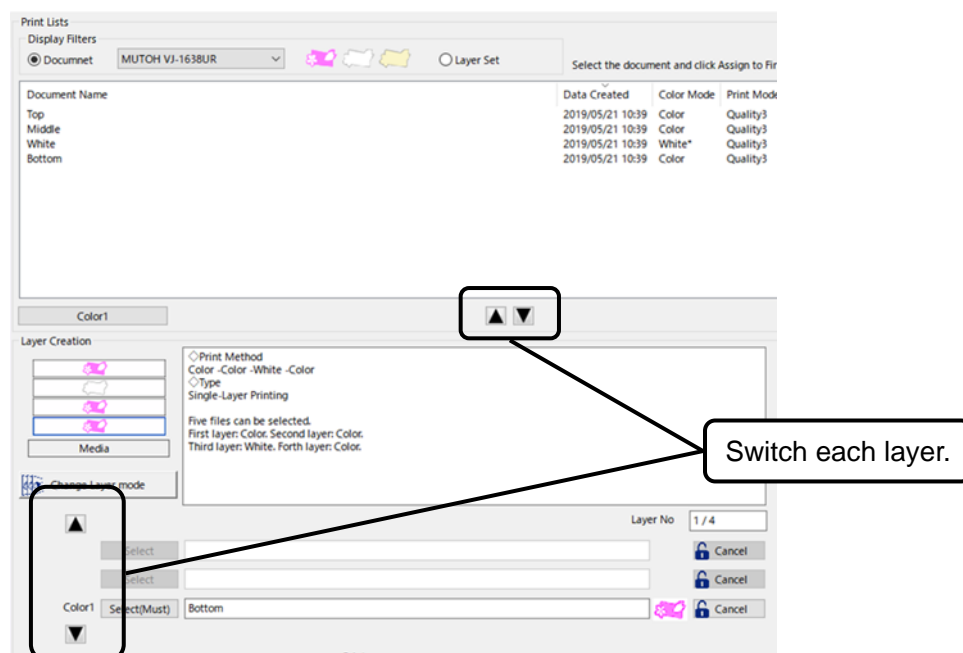 Print Lists
Display Filters
Documnet MUTOH VJ-1638UR Layer Set
Select the document and click Assign to Fir
Document Name Data Created Color Mode Print Mode
Top 2019/05/21 10:39 Color Quality3
Middle 2019/05/21 10:39 Color Quality3
White 2019/05/21 10:39 White* Quality3
Bottom 2019/05/21 10:39 Color Quality3
Color1
Layer Creation
◇Print Method
Color -Color -White -Color
◇Type
Single-Layer Printing
Five files can be selected.
First layer: Color. Second layer: Color.
Third layer: White. Forth layer: Color.
Media
Change Layer mode
Switch each layer.
Layer No 1 / 4
Select Cancel
Select Cancel
Color1 Select(Must) Bottom Cancel